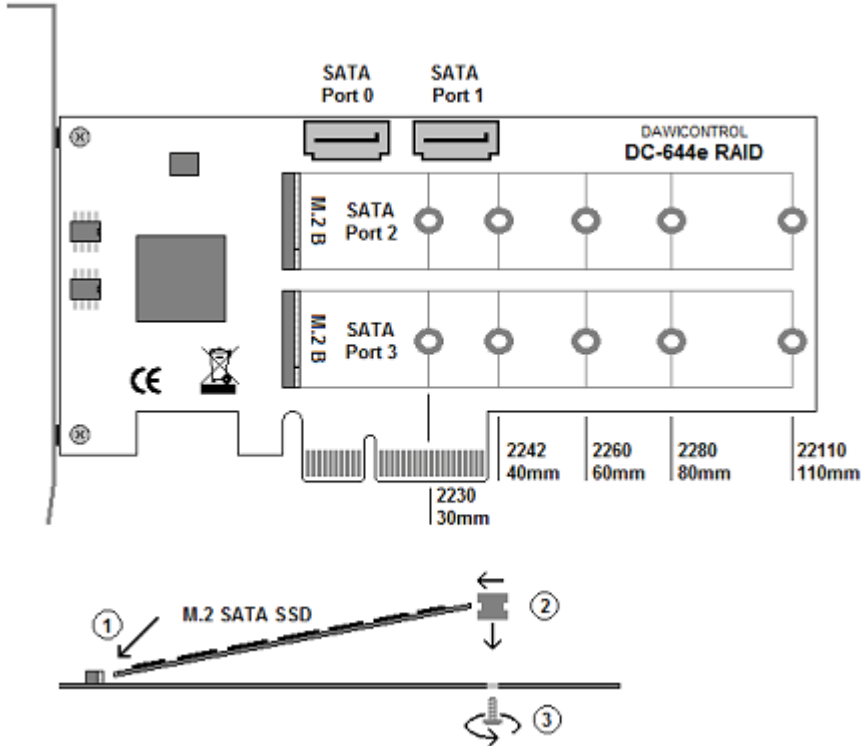 SATA
Port 0
SATA
Port 1
DAWICONTROL
DC-644e RAID
M.2 B
SATA
Port 2
M.2 B
SATA
Port 3
CE
2242
40mm
2260
60mm
2280
80mm
22110
110mm
2230
30mm
1
M.2 SATA SSD
2
3